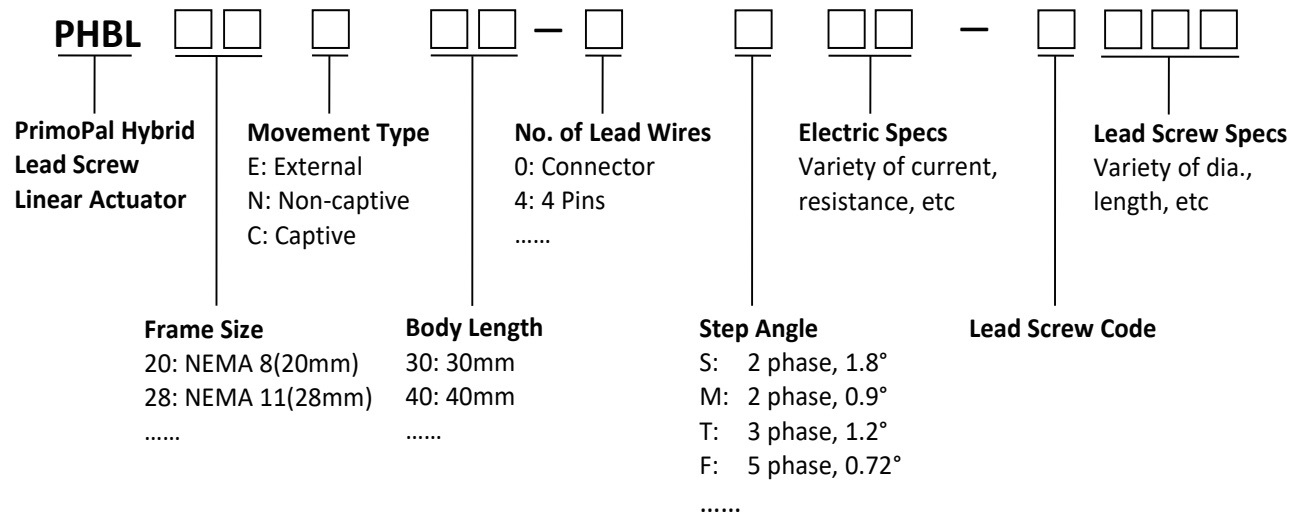 PHBL □□ □ □□ – □ □ □□ – □ □□□
PrimoPal Hybrid
Lead Screw
Linear Actuator
Movement Type
E: External
N: Non-captive
C: Captive
No. of Lead Wires
0: Connector
4: 4 Pins
......
Electric Specs
Variety of current,
resistance, etc
Lead Screw Specs
Variety of dia.,
length, etc
Frame Size
20: NEMA 8(20mm)
28: NEMA 11(28mm)
......
Body Length
30: 30mm
40: 40mm
......
Step Angle
S: 2 phase, 1.8°
M: 2 phase, 0.9°
T: 3 phase, 1.2°
F: 5 phase, 0.72°
......
Lead Screw Code